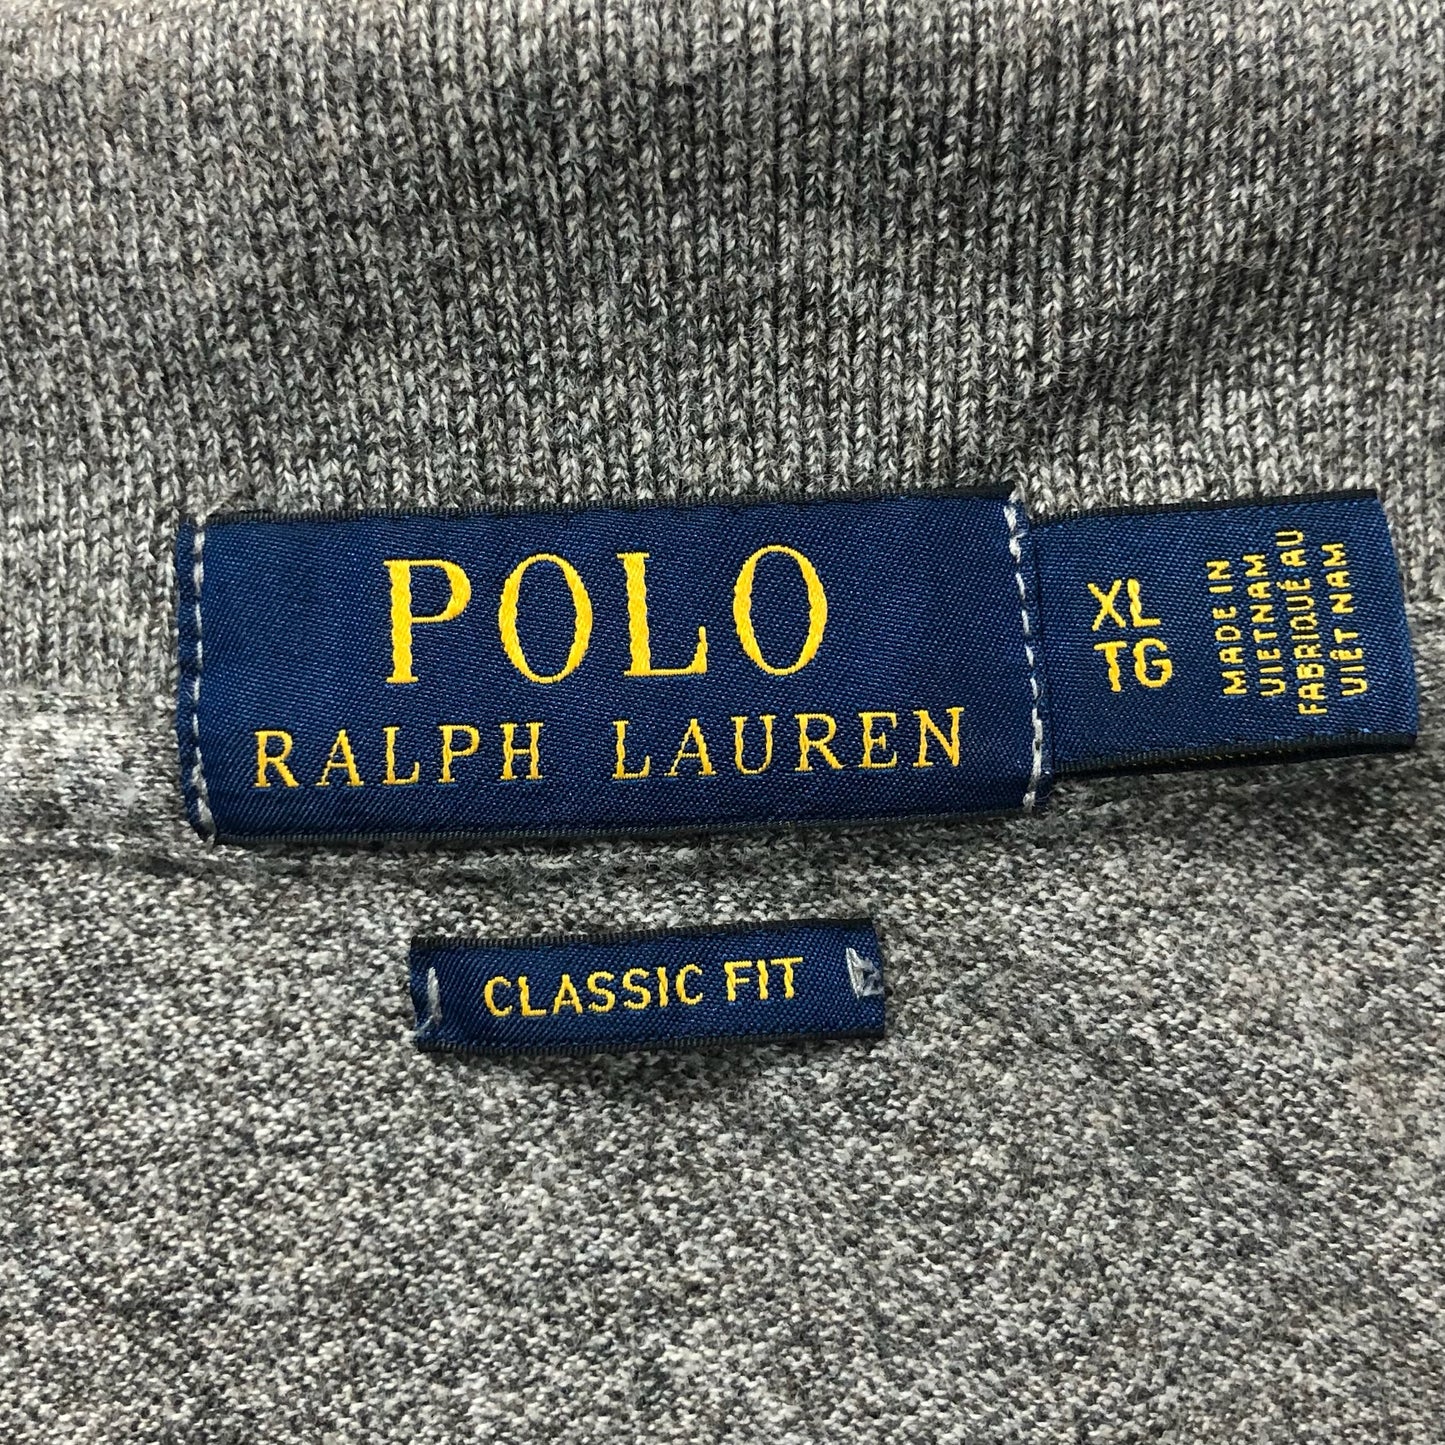 POLO
RALPH LAUREN
XL
TG
MADE IN
VIETNAM
FABRIQUÉ AU
VIÊT NAM
CLASSIC FIT